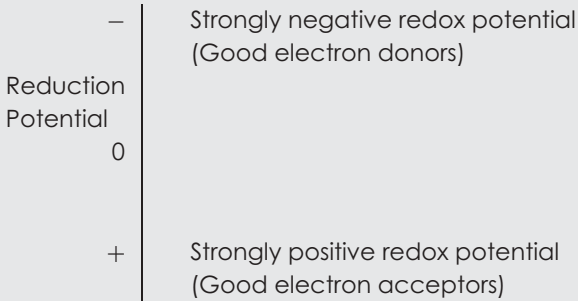 − Strongly negative redox potential
(Good electron donors)
Reduction
Potential
0
+ Strongly positive redox potential
(Good electron acceptors)